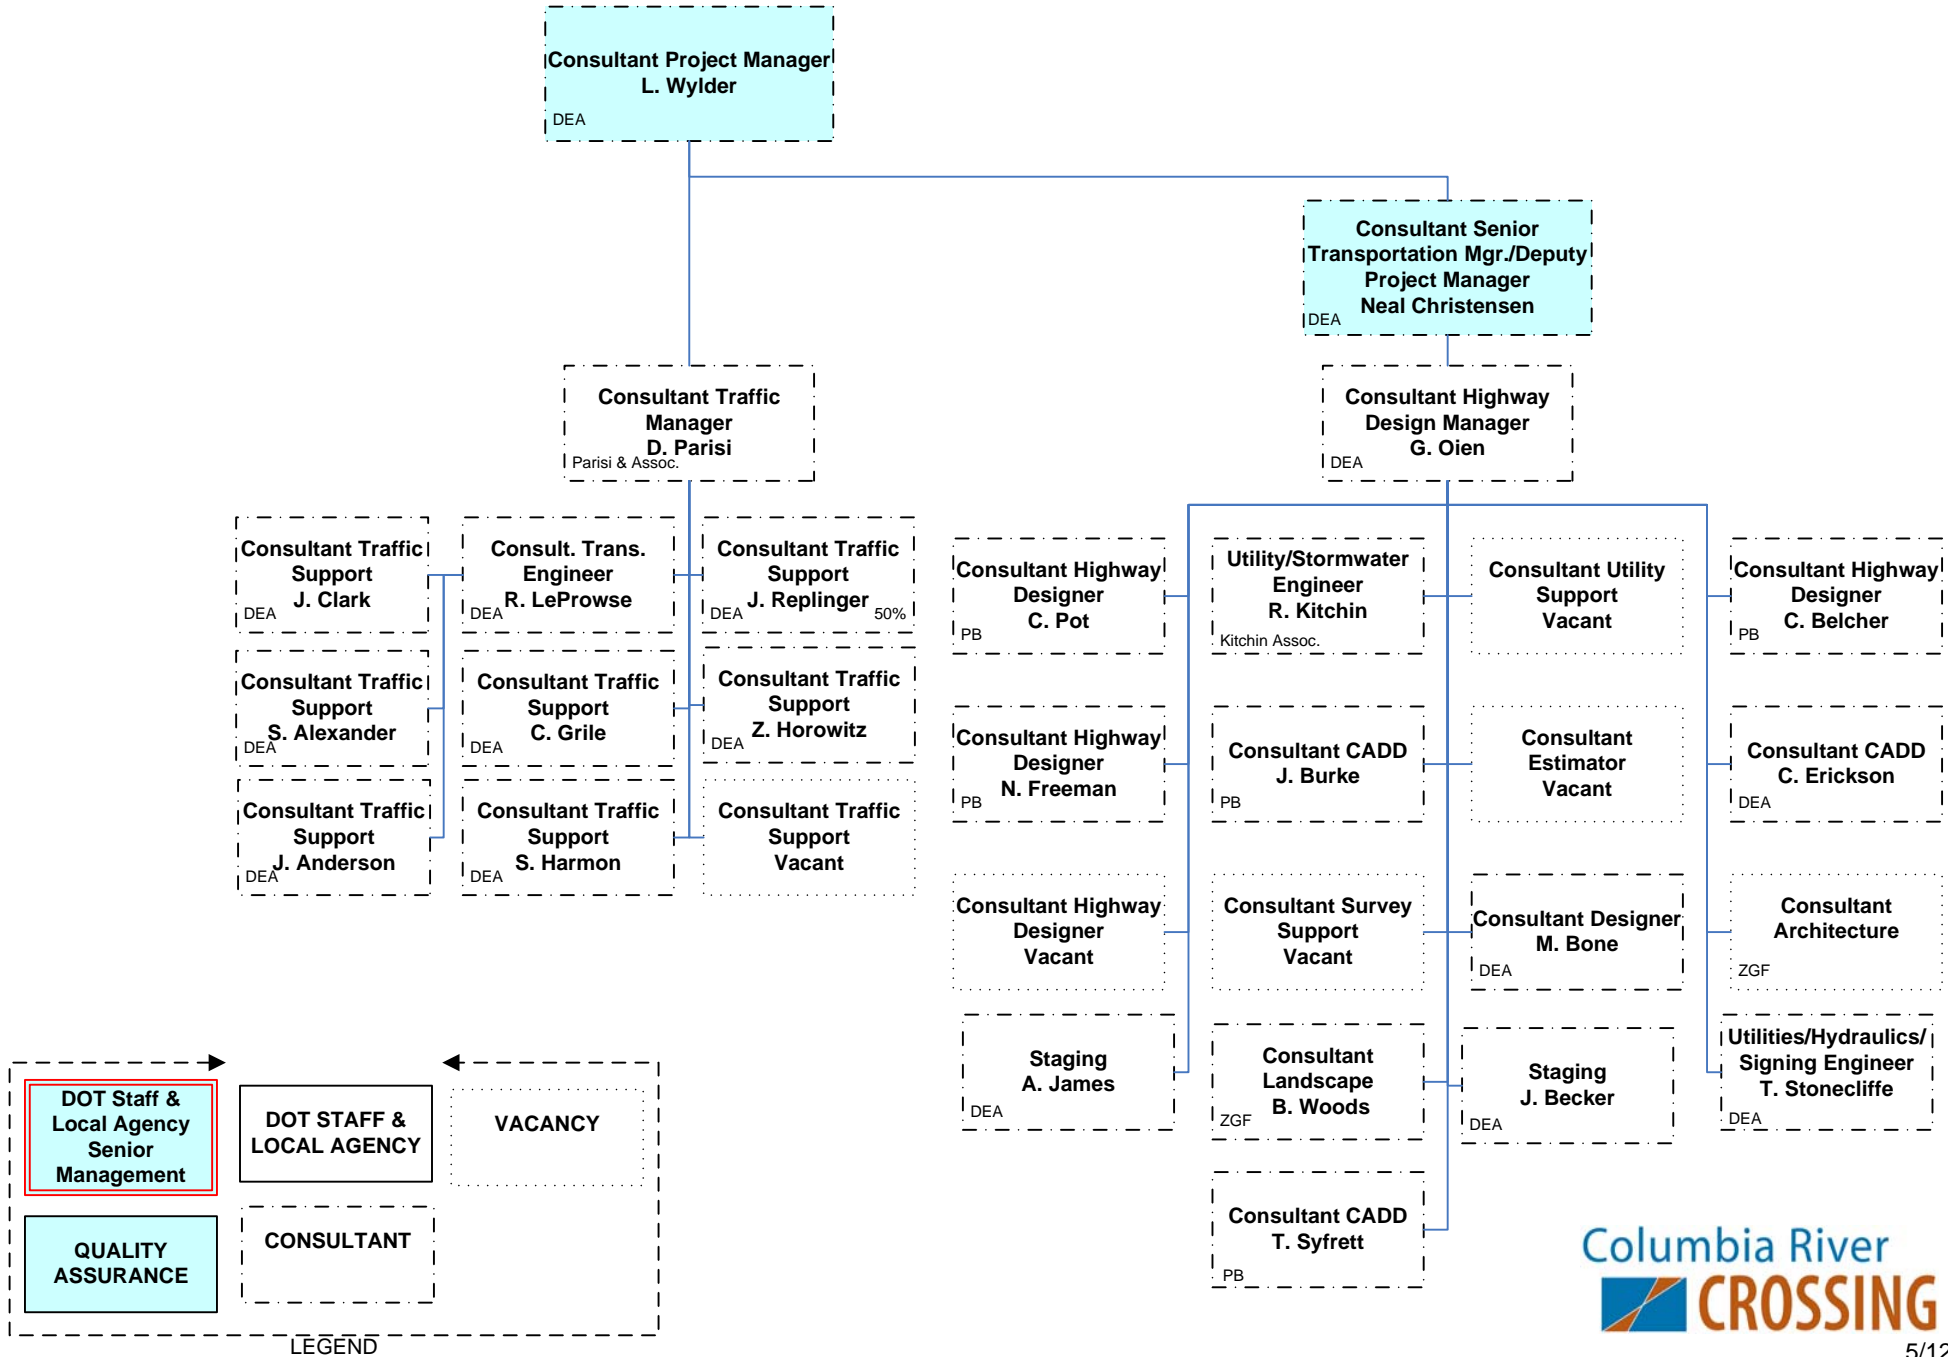 Consultant Project Manager
L. Wylder
DEA
Consultant Senior
Transportation Mgr./Deputy
Project Manager
Neal Christensen
DEA
Consultant Traffic
Manager
D. Parisi
Parisi & Assoc.
Consultant Highway
Design Manager
G. Oien
DEA
Consultant Traffic
Support
J. Clark
DEA
Consult. Trans.
Engineer
R. LeProwse
DEA
Consultant Traffic
Support
J. Replinger
DEA
50%
Consultant Traffic
Support
S. Alexander
DEA
Consultant Traffic
Support
C. Grile
DEA
Consultant Traffic
Support
Z. Horowitz
DEA
Consultant Traffic
Support
J. Anderson
DEA
Consultant Traffic
Support
S. Harmon
DEA
Consultant Traffic
Support
Vacant
Consultant Highway
Designer
C. Pot
PB
Utility/Stormwater
Engineer
R. Kitchin
Kitchin Assoc.
Consultant Utility
Support
Vacant
Consultant Highway
Designer
C. Belcher
PB
Consultant Highway
Designer
N. Freeman
PB
Consultant CADD
J. Burke
PB
Consultant
Estimator
Vacant
Consultant CADD
C. Erickson
DEA
Consultant Highway
Designer
Vacant
Consultant Survey
Support
Vacant
Consultant Designer
M. Bone
DEA
Consultant
Architecture
ZGF
Staging
A. James
DEA
Consultant
Landscape
B. Woods
ZGF
Staging
J. Becker
DEA
Utilities/Hydraulics/
Signing Engineer
T. Stonecliffe
DEA
Consultant CADD
T. Syfrett
PB
DOT Staff &
Local Agency
Senior
Management
DOT STAFF &
LOCAL AGENCY
VACANCY
QUALITY
ASSURANCE
CONSULTANT
LEGEND
Columbia River
CROSSING
5/12